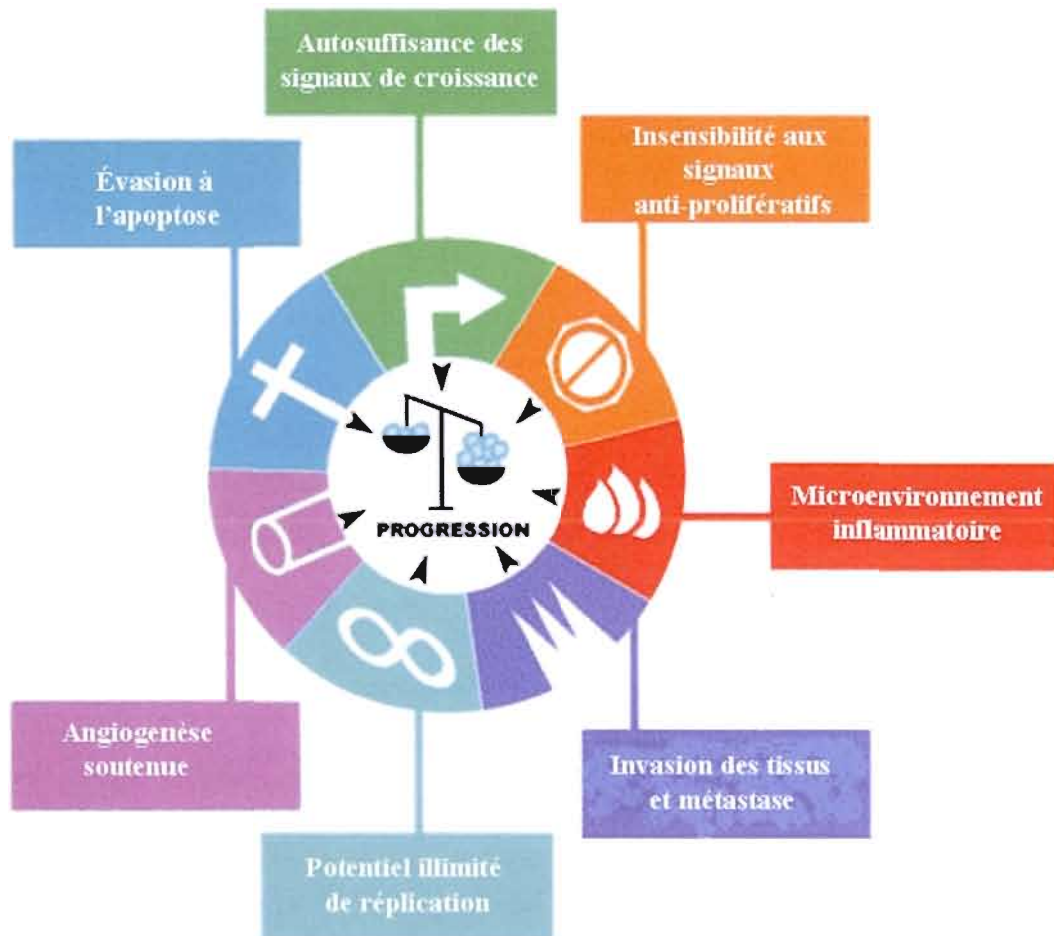 Autosuffisance des
signaux de croissance
Insensibilité aux
signaux
anti-prolifératifs
Évasion à
l'apoptose
Microenvironnement
inflammatoire
PROGRESSION
Angiogenèse
soutenue
Invasion des tissus
et métastase
Potentiel illimité
de réplication